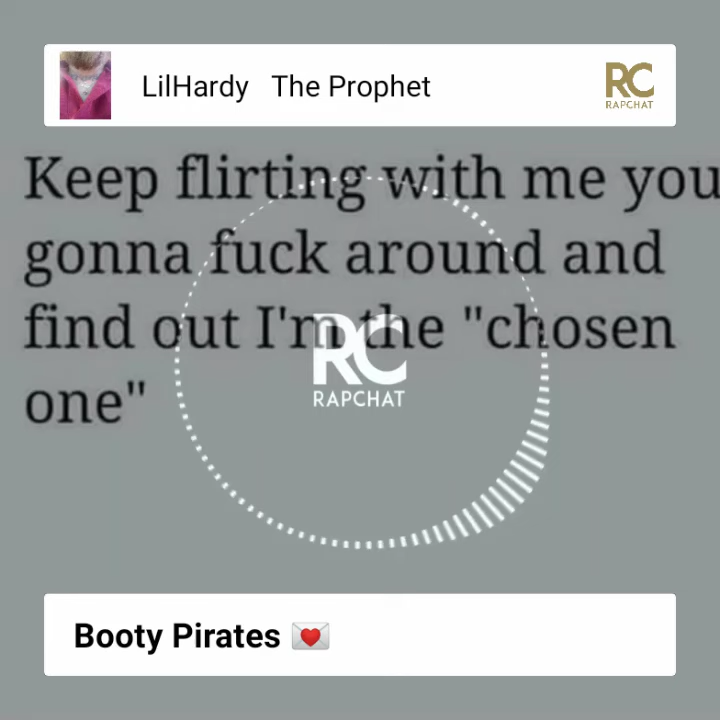 LilHardy The Prophet
RC
RAPCHAT
Keep flirting with me you
gonna fuck around and
find out I'm the "chosen
one"
RC
RAPCHAT
Booty Pirates 💌